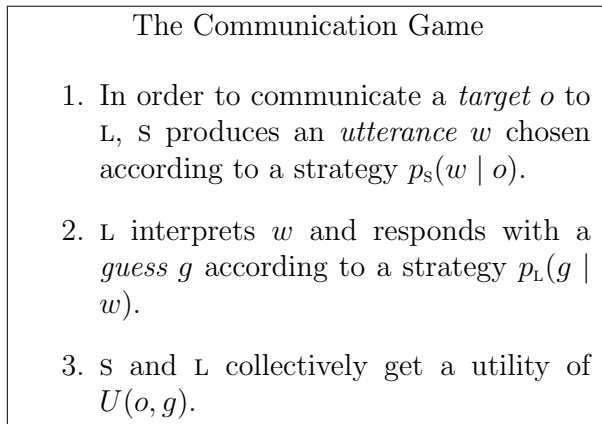 The Communication Game
1. In order to communicate a target o to
L, S produces an utterance w chosen
according to a strategy pS(w | o).
2. L interprets w and responds with a
guess g according to a strategy pL(g |
w).
3. S and L collectively get a utility of
U(o, g).